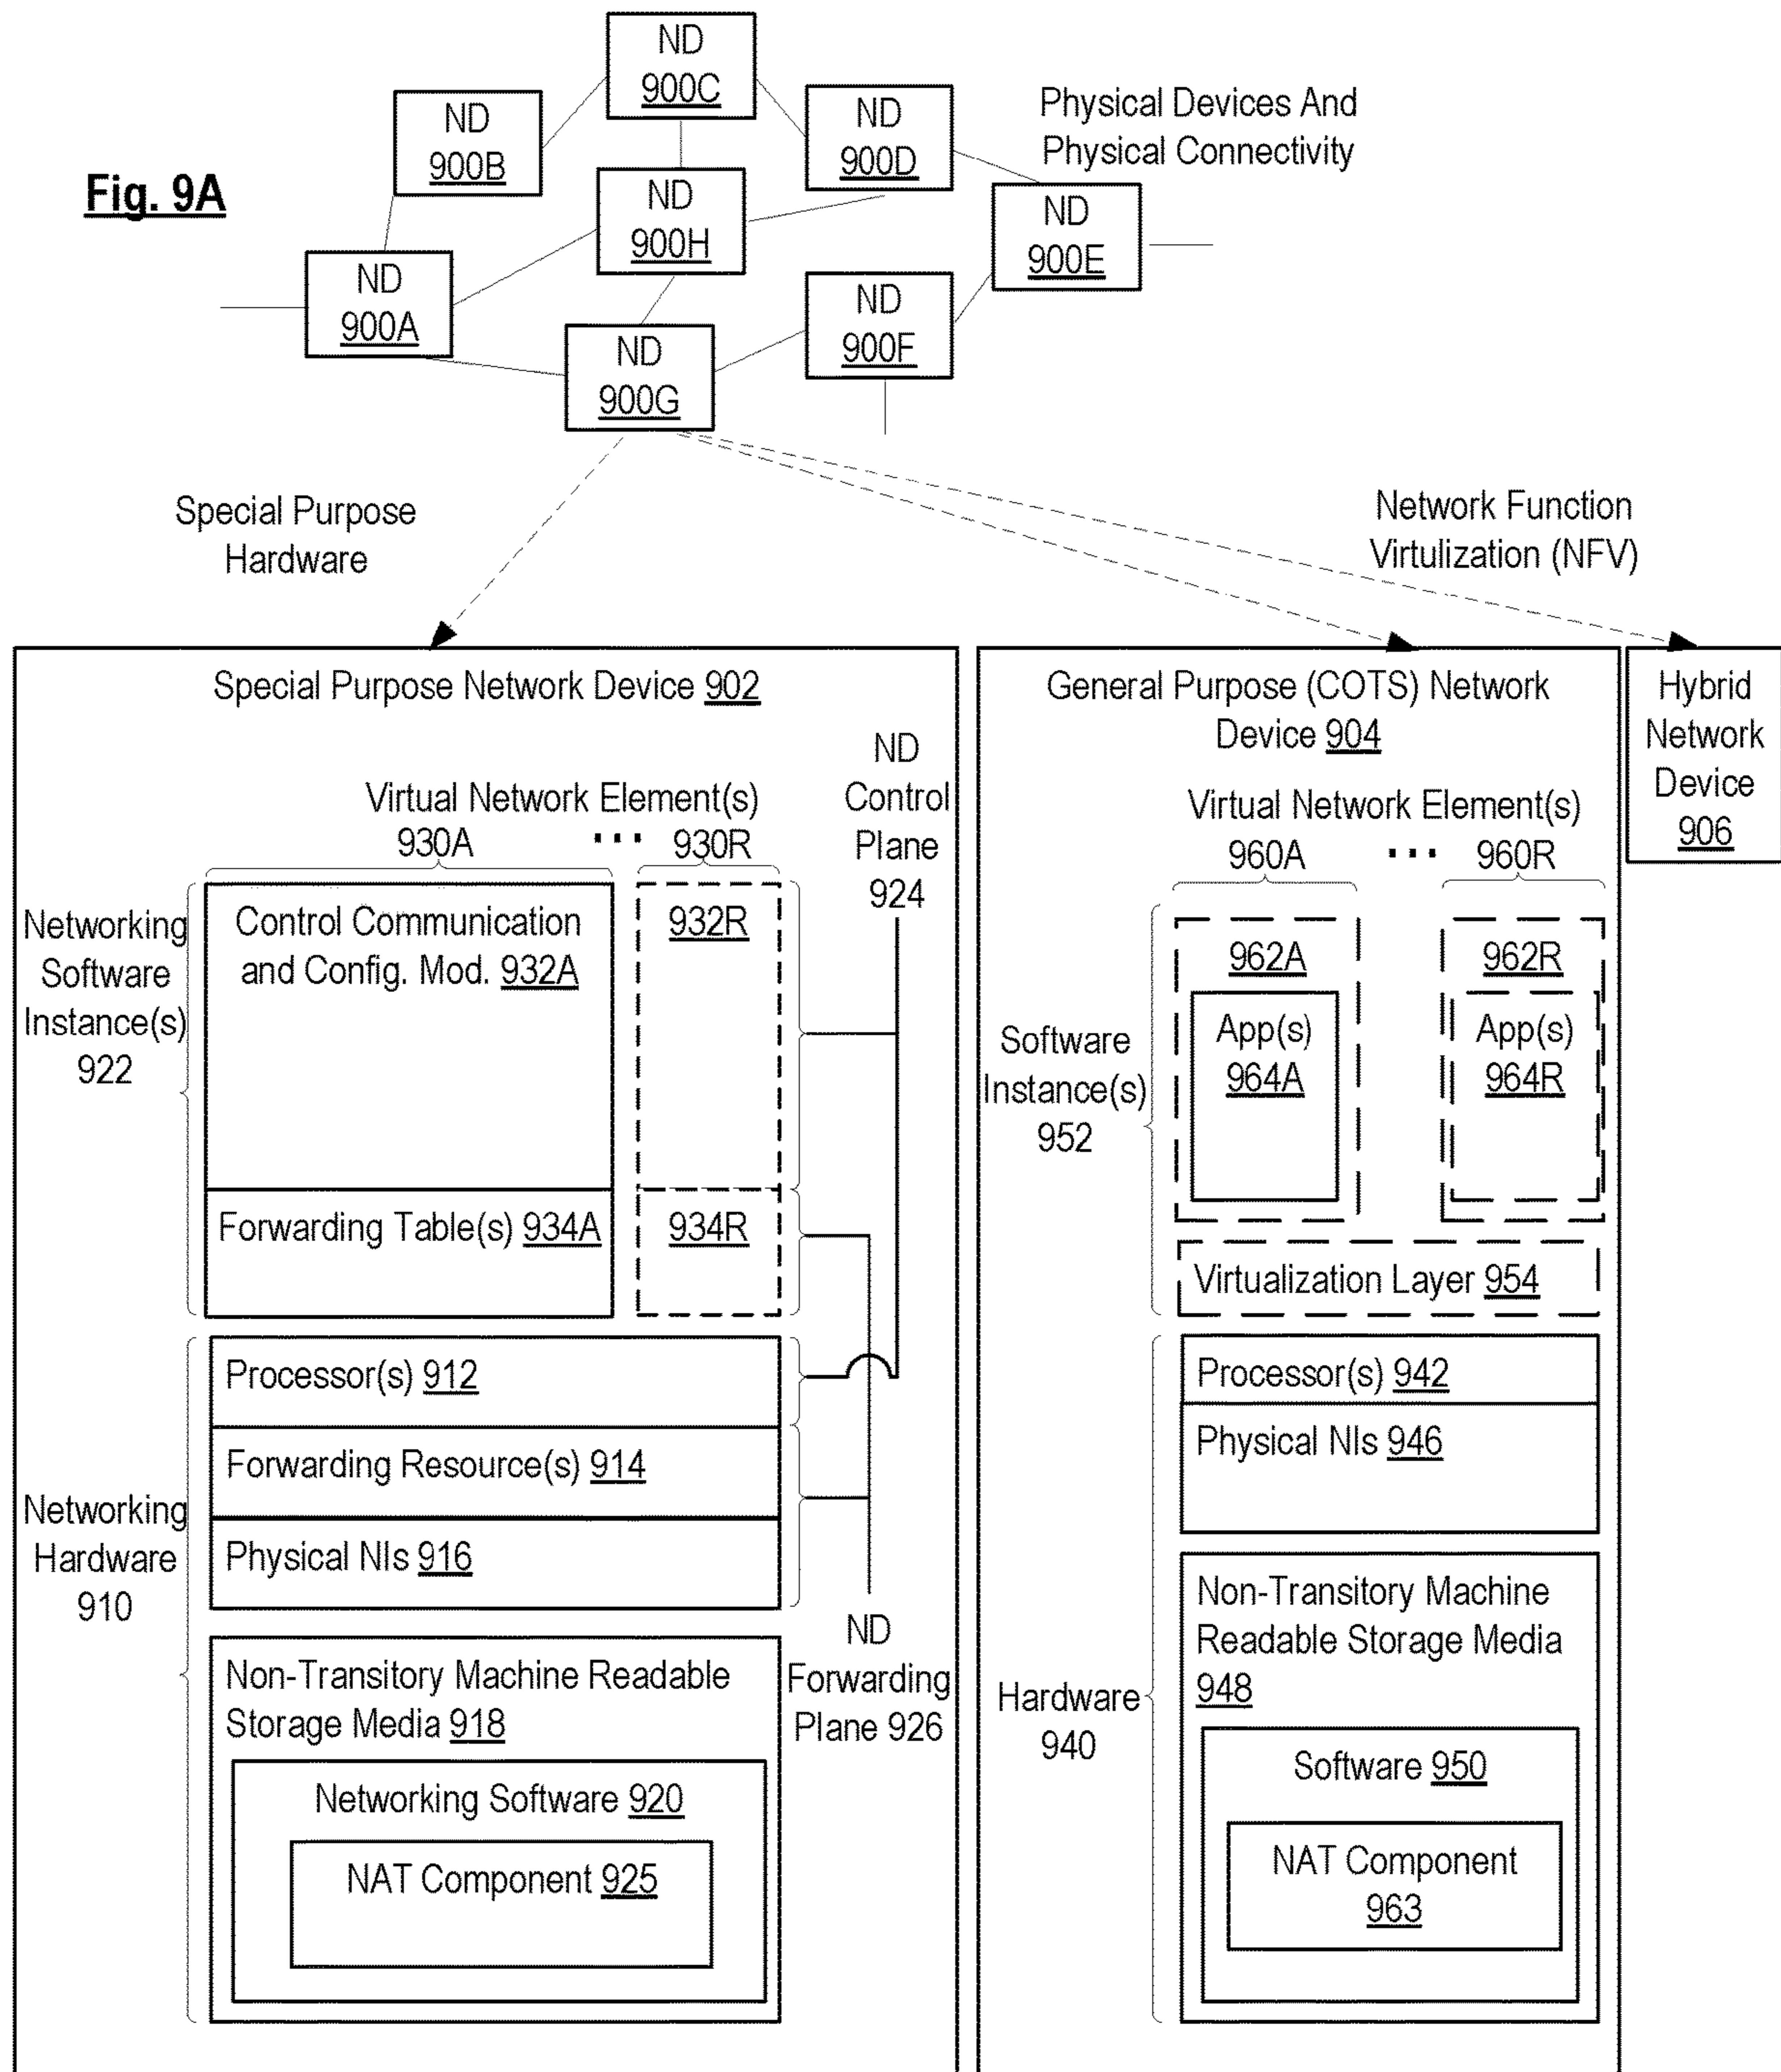 Fig. 9A
ND
900C
ND
900B
ND
900D
Physical Devices And
Physical Connectivity
ND
900H
ND
900E
ND
900A
ND
900F
ND
900G
Special Purpose
Hardware
Network Function
Virtulization (NFV)
Special Purpose Network Device 902
ND
Control
Plane
924
Virtual Network Element(s)
930A
...
930R
Networking
Software
Instance(s)
922
Control Communication
and Config. Mod. 932A
932R
Forwarding Table(s) 934A
934R
Networking
Hardware
910
Processor(s) 912
Forwarding Resource(s) 914
Physical NIs 916
ND
Forwarding
Plane 926
Non-Transitory Machine Readable
Storage Media 918
Networking Software 920
NAT Component 925
General Purpose (COTS) Network
Device 904
Virtual Network Element(s)
960A
...
960R
Software
Instance(s)
952
962A
App(s)
964A
962R
App(s)
964R
Virtualization Layer 954
Hardware
940
Processor(s) 942
Physical NIs 946
Non-Transitory Machine
Readable Storage Media
948
Software 950
NAT Component
963
Hybrid
Network
Device
906